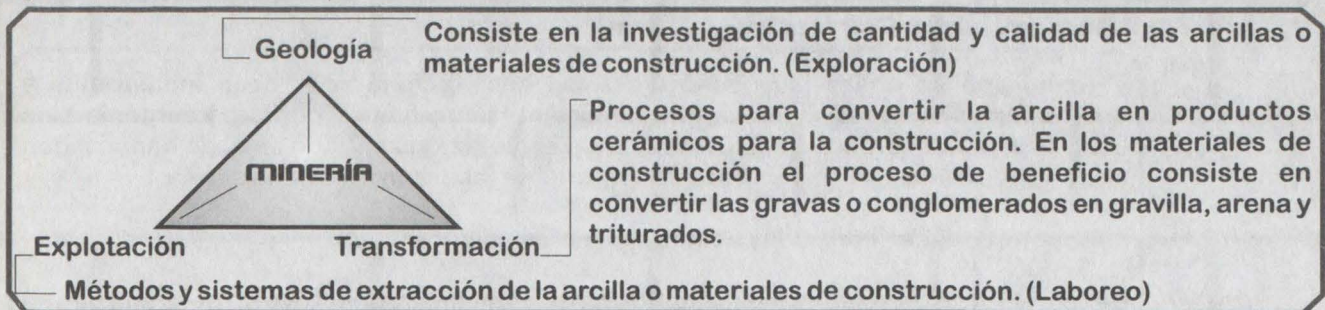 Geología
Consiste en la investigación de cantidad y calidad de las arcillas o
materiales de construcción. (Exploración)
Procesos para convertir la arcilla en productos
cerámicos para la construcción. En los materiales de
construcción el proceso de beneficio consiste en
convertir las gravas o conglomerados en gravilla, arena y
triturados.
MINERÍA
Explotación
Transformación
Métodos y sistemas de extracción de la arcilla o materiales de construcción. (Laboreo)